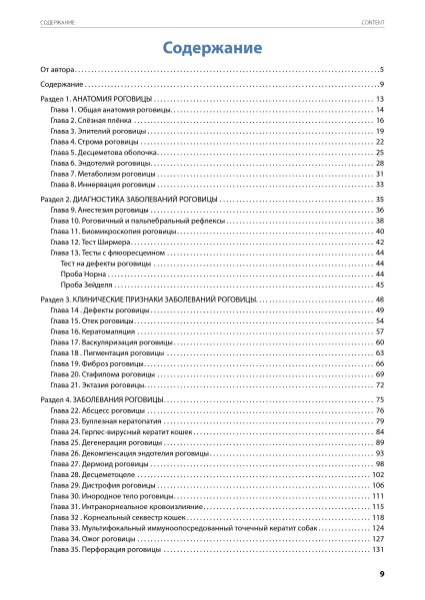 СОДЕРЖАНИЕ CONTENT
Содержание
От автора 5
Содержание 9
Раздел 1. АНАТОМИЯ РОГОВИЦЫ 13
Глава 1. Общая анатомия роговицы. 14
Глава 2. Слёзная плёнка 16
Глава 3. Эпителий роговицы 19
Глава 4. Строма роговицы 22
Глава 5. Десцеметова оболочка 25
Глава 6. Эндотелий роговицы. 28
Глава 7. Метаболизм роговицы 31
Глава 8. Иннервация роговицы 33
Раздел 2. ДИАГНОСТИКА ЗАБОЛЕВАНИЙ РОГОВИЦЫ 35
Глава 9. Анестезия роговицы 36
Глава 10. Роговичный и пальпебральный рефлексы 38
Глава 11. Биомикроскопия роговицы 40
Глава 12. Тест Ширмера 42
Глава 13. Тесты с флюоресцеином 44
Тест на дефекты роговицы 44
Проба Норна 44
Проба Зейделя 45
Раздел 3. КЛИНИЧЕСКИЕ ПРИЗНАКИ ЗАБОЛЕВАНИЙ РОГОВИЦЫ. 48
Глава 14 . Дефекты роговицы 49
Глава 15. Отек роговицы 54
Глава 16. Кератомаляция 57
Глава 17. Васкуляризация роговицы 60
Глава 18 . Пигментация роговицы 63
Глава 19. Фиброз роговицы 66
Глава 20. Стафилома роговицы 69
Глава 21. Эктазия роговицы. 72
Раздел 4. ЗАБОЛЕВАНИЯ РОГОВИЦЫ 75
Глава 22. Абсцесс роговицы 76
Глава 23. Буллезная кератопатия 79
Глава 24. Герпес-вирусный кератит кошек 84
Глава 25. Дегенерация роговицы 89
Глава 26. Декомпенсация эндотелия роговицы 93
Глава 27. Дермоид роговицы 98
Глава 28. Десцеметоцеле 102
Глава 29. Дистрофия роговицы 106
Глава 30. Инородное тело роговицы 111
Глава 31. Интракорнеальное кровоизлияние 115
Глава 32 . Корнеальный секвестр кошек 118
Глава 33. Мультифокальный иммуноопосредованный точечный кератит собак 124
Глава 34. Ожог роговицы 127
Глава 35. Перфорация роговицы 131
9